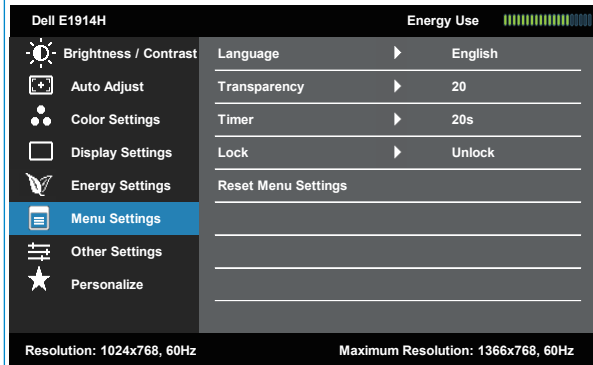 Dell E1914H Energy Use
Brightness / Contrast Language English
Auto Adjust Transparency 20
Color Settings Timer 20s
Display Settings Lock Unlock
Energy Settings Reset Menu Settings
Menu Settings
Other Settings
Personalize
Resolution: 1024x768, 60Hz Maximum Resolution: 1366x768, 60Hz